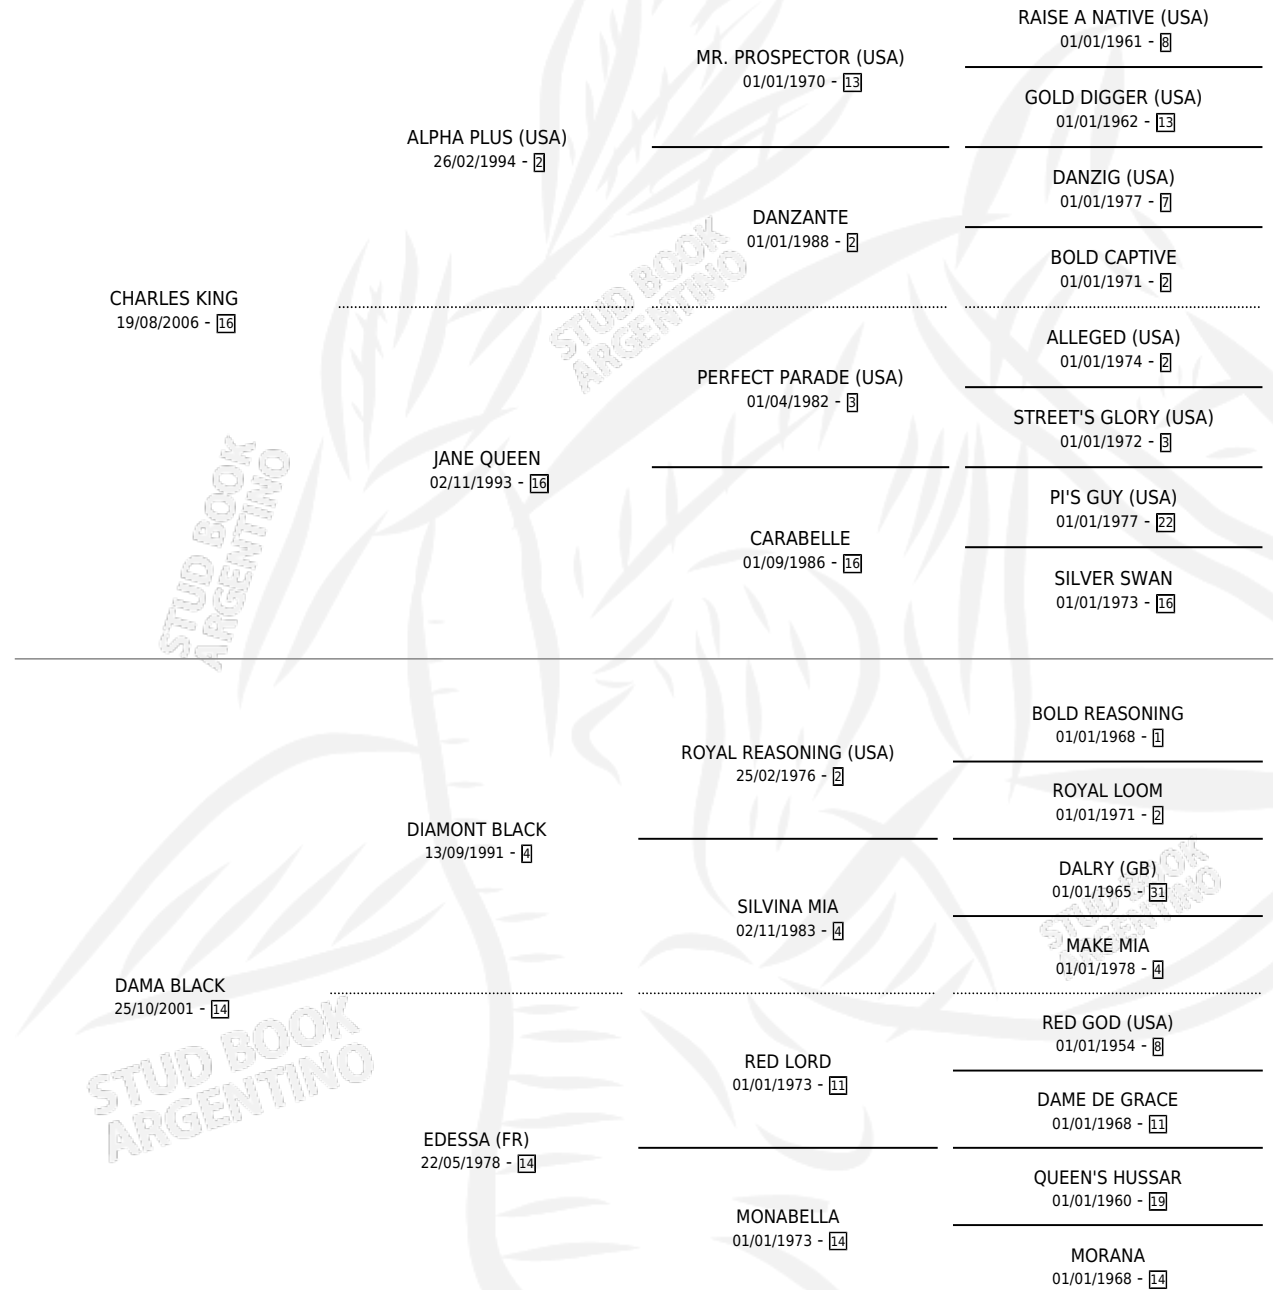 RAISE A NATIVE (USA)
01/01/1961 - 8
MR. PROSPECTOR (USA)
01/01/1970 - 13
GOLD DIGGER (USA)
01/01/1962 - 13
ALPHA PLUS (USA)
26/02/1994 - 2
DANZIG (USA)
01/01/1977 - 7
DANZANTE
01/01/1988 - 2
BOLD CAPTIVE
01/01/1971 - 2
CHARLES KING
19/08/2006 - 16
STUD BOOK
ARGENTINO
ALLEGED (USA)
01/01/1974 - 2
PERFECT PARADE (USA)
01/04/1982 - 3
STREET'S GLORY (USA)
01/01/1972 - 3
JANE QUEEN
02/11/1993 - 16
PI'S GUY (USA)
01/01/1977 - 22
CARABELLE
01/09/1986 - 16
SILVER SWAN
01/01/1973 - 16
STUD BOOK
ARGENTINO
BOLD REASONING
01/01/1968 - 1
ROYAL REASONING (USA)
25/02/1976 - 2
ROYAL LOOM
01/01/1971 - 2
DIAMONT BLACK
13/09/1991 - 4
DALRY (GB)
01/01/1965 - 31
STUD BOOK
ARGENTINO
SILVINA MIA
02/11/1983 - 4
MAKE MIA
01/01/1978 - 4
DAMA BLACK
25/10/2001 - 14
STUD BOOK
ARGENTINO
RED GOD (USA)
01/01/1954 - 8
RED LORD
01/01/1973 - 11
DAME DE GRACE
01/01/1968 - 11
EDESSA (FR)
22/05/1978 - 14
QUEEN'S HUSSAR
01/01/1960 - 19
MONABELLA
01/01/1973 - 14
MORANA
01/01/1968 - 14